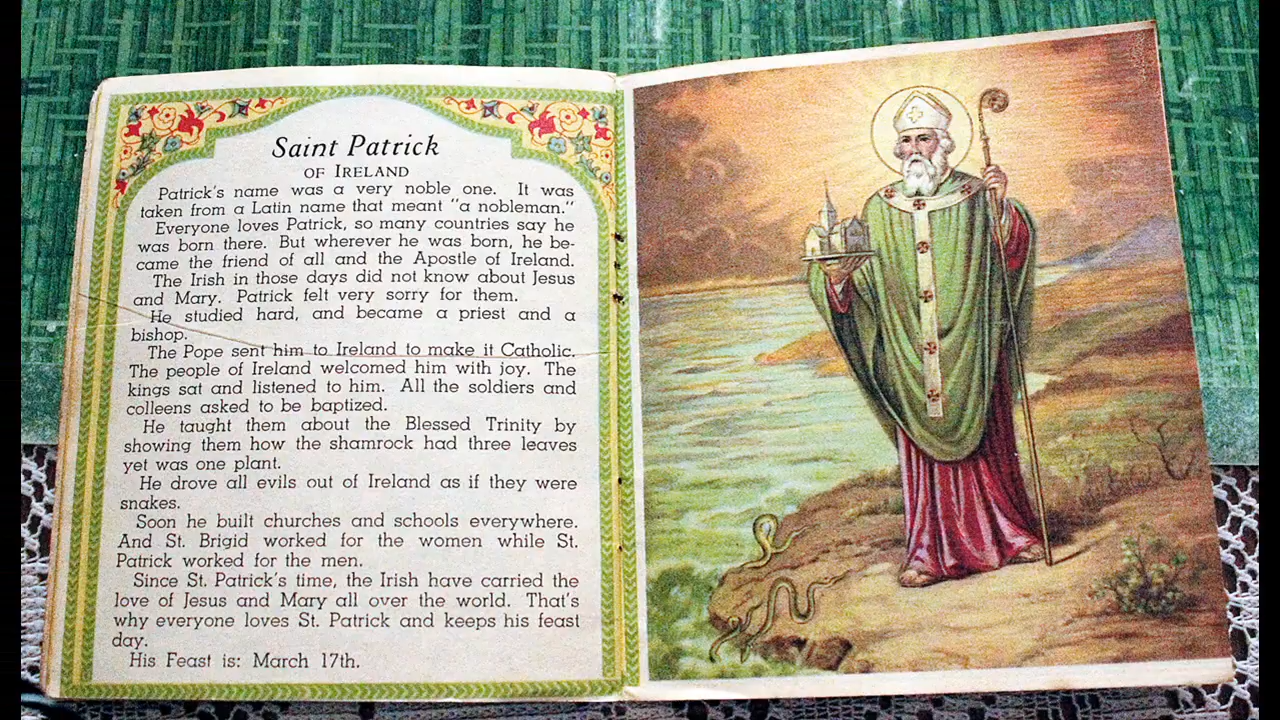 Saint Patrick
OF IRELAND
Patrick's name was a very noble one. It was
taken from a Latin name that meant "a nobleman."
Everyone loves Patrick, so many countries say he
was born there. But wherever he was born, he be-
came the friend of all and the Apostle of Ireland.
The Irish in those days did not know about Jesus
and Mary. Patrick felt very sorry for them.
He studied hard, and became a priest and a
bishop.
The Pope sent him to Ireland to make it Catholic.
The people of Ireland welcomed him with joy. The
kings sat and listened to him. All the soldiers and
colleens asked to be baptized.
He taught them about the Blessed Trinity by
showing them how the shamrock had three leaves
yet was one plant.
He drove all evils out of Ireland as if they were
snakes.
Soon he built churches and schools everywhere.
And St. Brigid worked for the women while St.
Patrick worked for the men.
Since St. Patrick's time, the Irish have carried the
love of Jesus and Mary all over the world. That's
why everyone loves St. Patrick and keeps his feast
day.
His Feast is: March 17th.